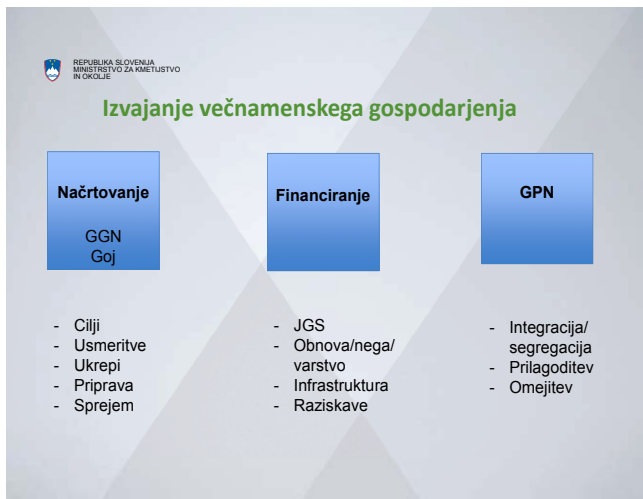 REPUBLIKA SLOVENIJA
MINISTRSTVO ZA KMETIJSTVO
IN OKOLJE
Izvajanje večnamenskega gospodarjenja
Načrtovanje
GGN
Goj
- Cilji
- Usmeritve
- Ukrepi
- Priprava
- Sprejem
Financiranje
- JGS
- Obnova/nega/
varstvo
- Infrastruktura
- Raziskave
GPN
- Integracija/
segregacija
- Prilagoditev
- Omejitev